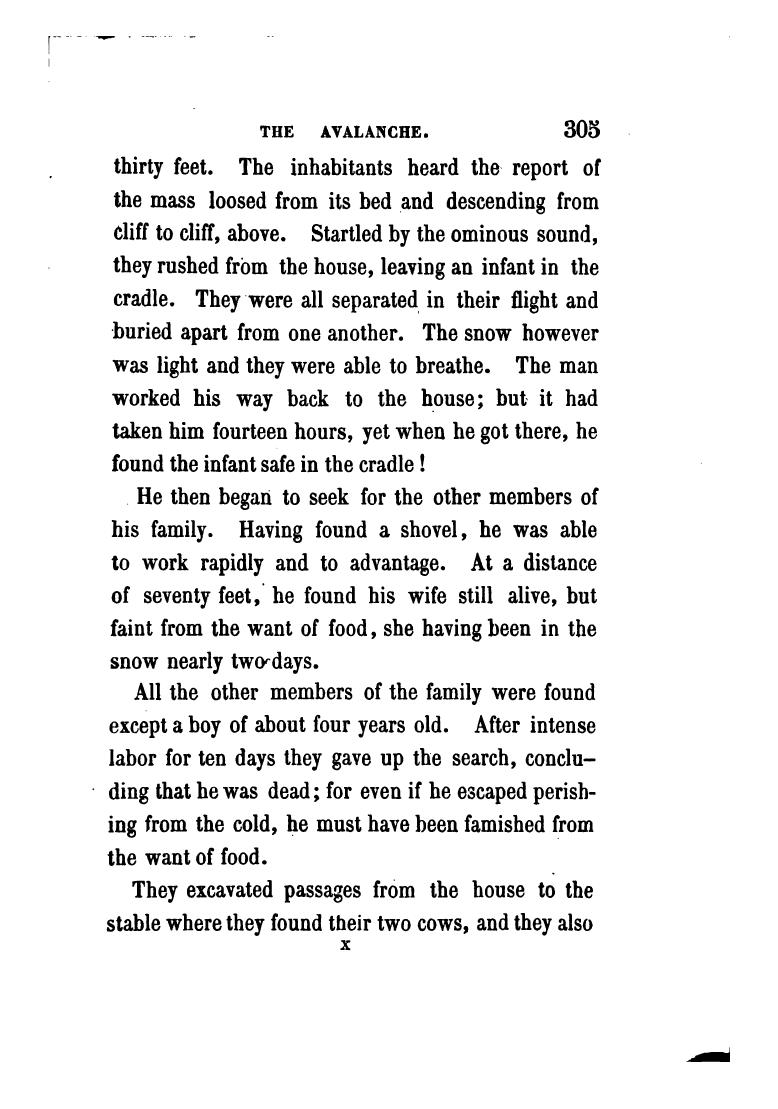 THE AVALANCHE. 305
thirty feet. The inhabitants heard the report of
the mass loosed from its bed and descending from
cliff to cliff, above. Startled by the ominous sound,
they rushed from the house, leaving an infant in the
cradle. They were all separated in their flight and
buried apart from one another. The snow however
was light and they were able to breathe. The man
worked his way back to the house; but it had
taken him fourteen hours, yet when he got there, he
found the infant safe in the cradle!
He then began to seek for the other members of
his family. Having found a shovel, he was able
to work rapidly and to advantage. At a distance
of seventy feet, he found his wife still alive, but
faint from the want of food, she having been in the
snow nearly two days.
All the other members of the family were found
except a boy of about four years old. After intense
labor for ten days they gave up the search, conclu-
ding that he was dead; for even if he escaped perish-
ing from the cold, he must have been famished from
the want of food.
They excavated passages from the house to the
stable where they found their two cows, and they also
X